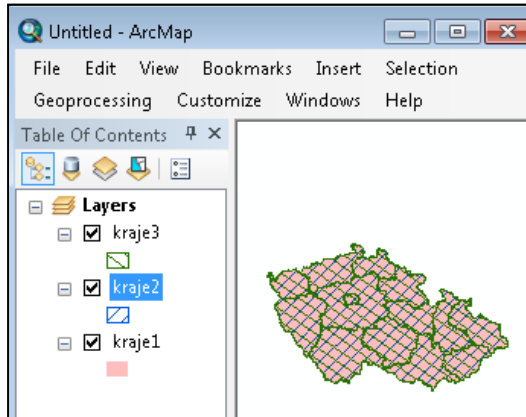 Untitled - ArcMap
File Edit View Bookmarks Insert Selection
Geoprocessing Customize Windows Help
Table Of Contents
Layers
kraje3
kraje2
kraje1